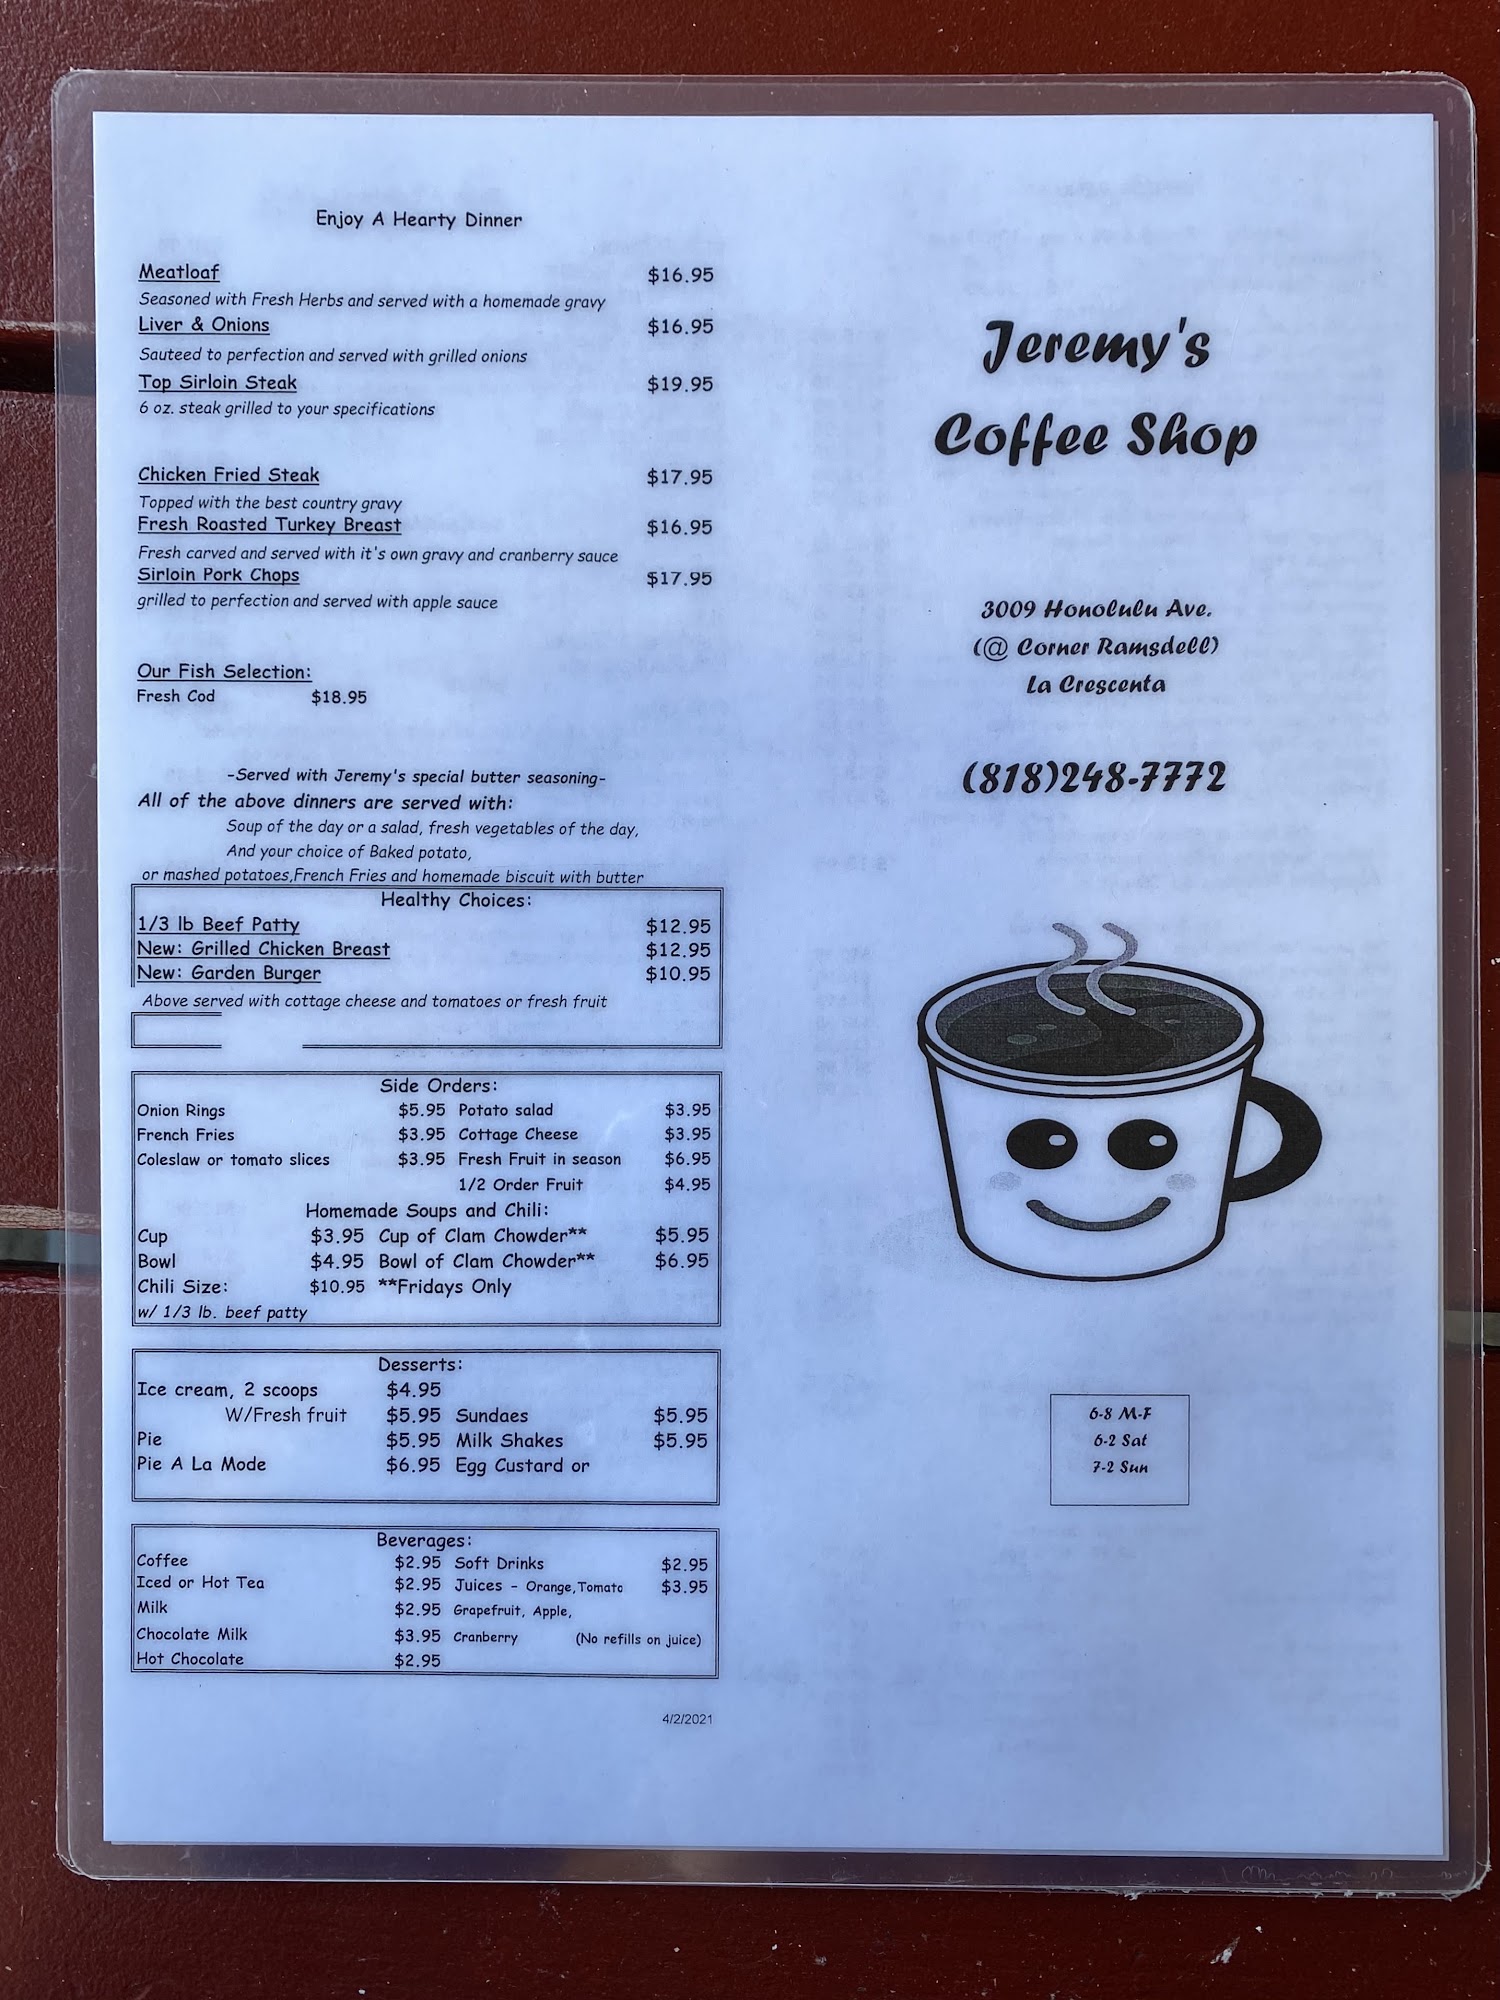 Enjoy A Hearty Dinner
Meatloaf $16.95
Seasoned with Fresh Herbs and served with a homemade gravy
Liver & Onions $16.95
Sauteed to perfection and served with grilled onions
Top Sirloin Steak $19.95
6 oz. steak grilled to your specifications
Chicken Fried Steak $17.95
Topped with the best country gravy
Fresh Roasted Turkey Breast $16.95
Fresh carved and served with it's own gravy and cranberry sauce
Sirloin Pork Chops $17.95
grilled to perfection and served with apple sauce
Our Fish Selection:
Fresh Cod $18.95
-Served with Jeremy's special butter seasoning-
All of the above dinners are served with:
Soup of the day or a salad, fresh vegetables of the day,
And your choice of Baked potato,
or mashed potatoes,French Fries and homemade biscuit with butter
Healthy Choices:
1/3 lb Beef Patty $12.95
New: Grilled Chicken Breast $12.95
New: Garden Burger $10.95
Above served with cottage cheese and tomatoes or fresh fruit
Side Orders:
Onion Rings $5.95 Potato salad $3.95
French Fries $3.95 Cottage Cheese $3.95
Coleslaw or tomato slices $3.95 Fresh Fruit in season $6.95
1/2 Order Fruit $4.95
Homemade Soups and Chili:
Cup $3.95 Cup of Clam Chowder** $5.95
Bowl $4.95 Bowl of Clam Chowder** $6.95
Chili Size: $10.95 **Fridays Only
w/ 1/3 lb. beef patty
Desserts:
Ice cream, 2 scoops $4.95
W/Fresh fruit $5.95 Sundaes $5.95
Pie $5.95 Milk Shakes $5.95
Pie A La Mode $6.95 Egg Custard or
Beverages:
Coffee $2.95 Soft Drinks $2.95
Iced or Hot Tea $2.95 Juices - Orange,Tomato $3.95
Milk $2.95 Grapefruit, Apple,
Chocolate Milk $3.95 Cranberry (No refills on juice)
Hot Chocolate $2.95
4/2/2021
Jeremy's
Coffee Shop
3009 Honolulu Ave.
(@ Corner Ramsdell)
La Crescenta
(818)248-7772
6-8 M-F
6-2 Sat
7-2 Sun